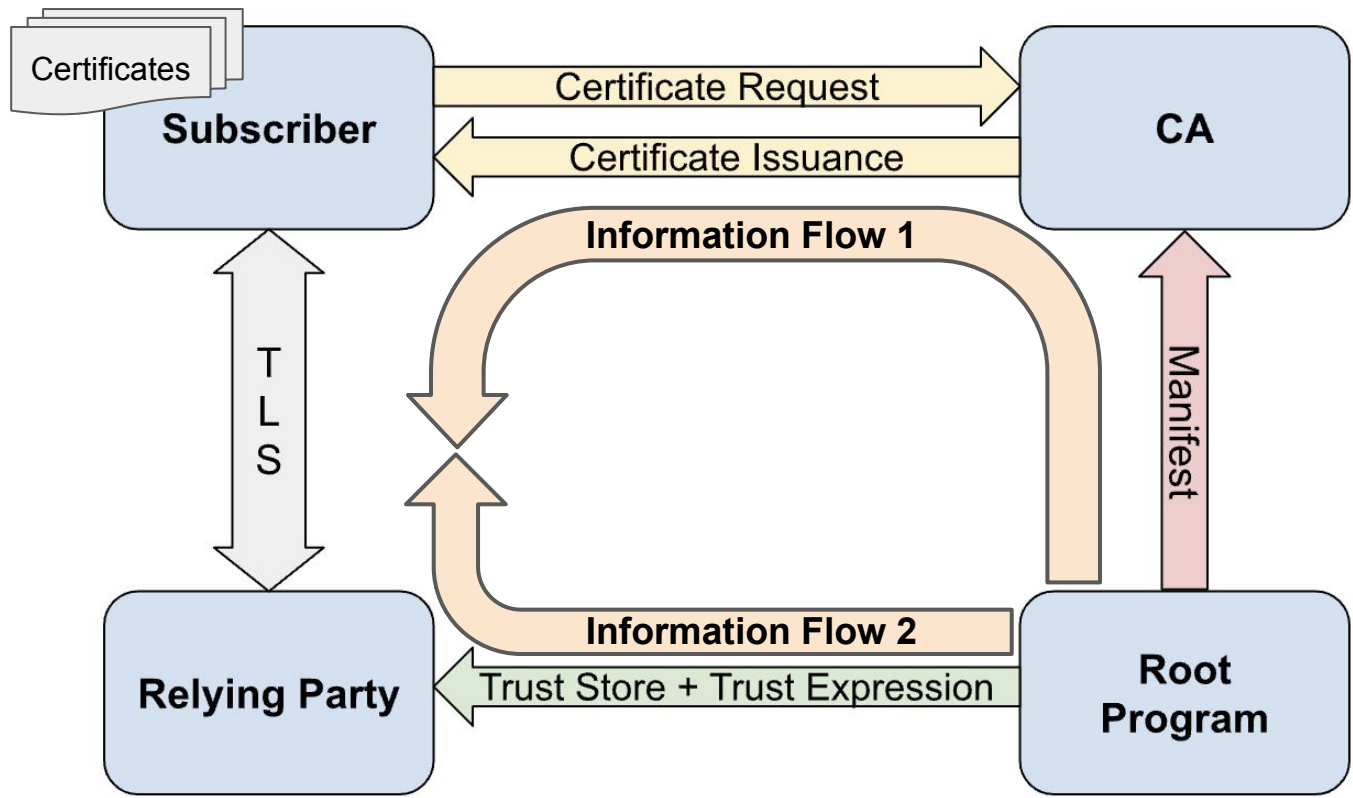 Certificates
Subscriber
Certificate Request
CA
Certificate Issuance
Information Flow 1
TLS
Manifest
Information Flow 2
Relying Party
Trust Store + Trust Expression
Root
Program